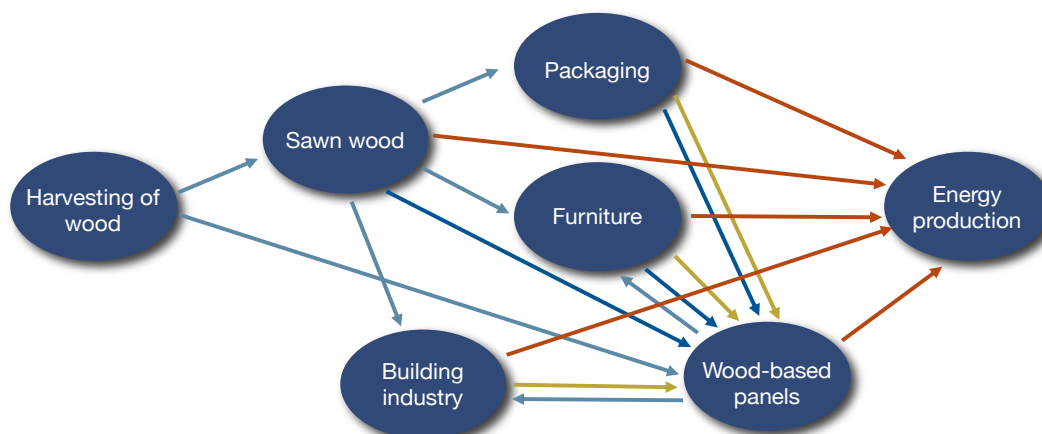 Packaging
Sawn wood
Harvesting of
wood
Furniture
Energy
production
Building
industry
Wood-based
panels